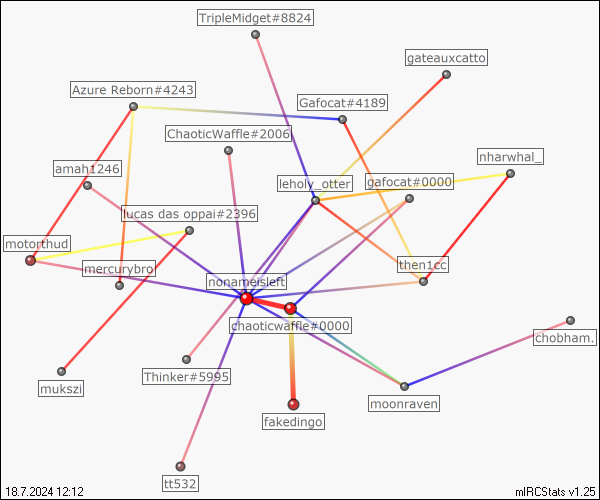 TripleMidget#8824
gateauxcatto
Azure Reborn#4243
Gafocat#4189
ChaoticWaffle#2006
nharwhal_
amah1246
leholy_otter
gafocat#0000
lucas das oppai#2396
motorthud
mercurybro
then1cc
nonameisleft
chaoticwaffle#0000
chobham.
Thinker#5995
mukszi
moonraven
fakedingo
tt532
18.7.2024 12:12
mIRCStats v1.25